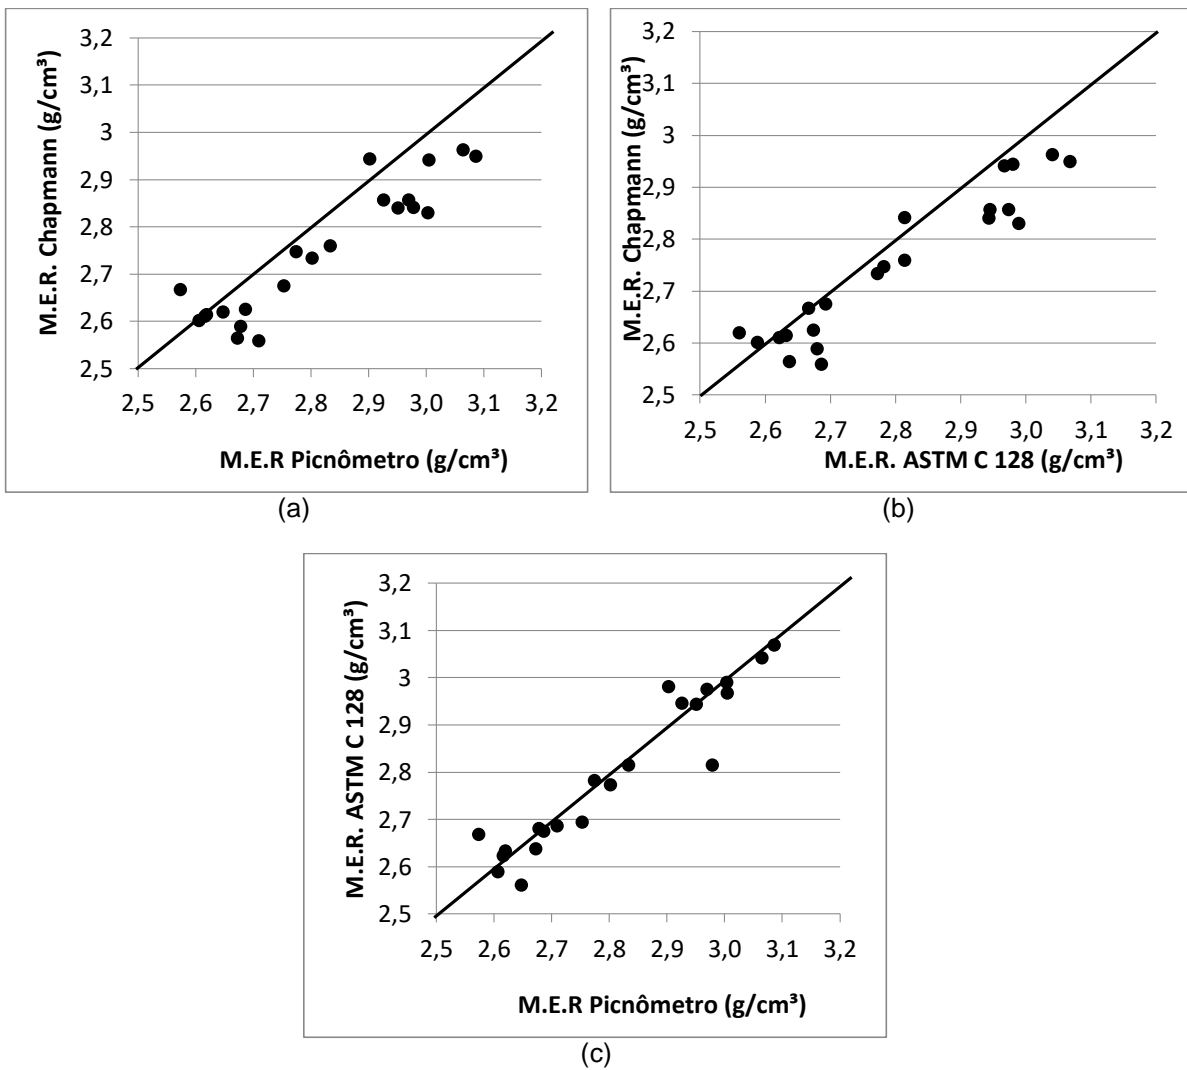 M.E.R. Chapmann (g/cm³)
3,2
3,1
3
2,9
2,8
2,7
2,6
2,5
2,5 2,6 2,7 2,8 2,9 3,0 3,1 3,2
M.E.R Picnômetro (g/cm³)
(a)
M.E.R. Chapmann (g/cm³)
3,2
3,1
3
2,9
2,8
2,7
2,6
2,5
2,5 2,6 2,7 2,8 2,9 3,0 3,1 3,2
M.E.R. ASTM C 128 (g/cm³)
(b)
M.E.R. ASTM C 128 (g/cm³)
3,2
3,1
3
2,9
2,8
2,7
2,6
2,5
2,5 2,6 2,7 2,8 2,9 3,0 3,1 3,2
M.E.R Picnômetro (g/cm³)
(c)